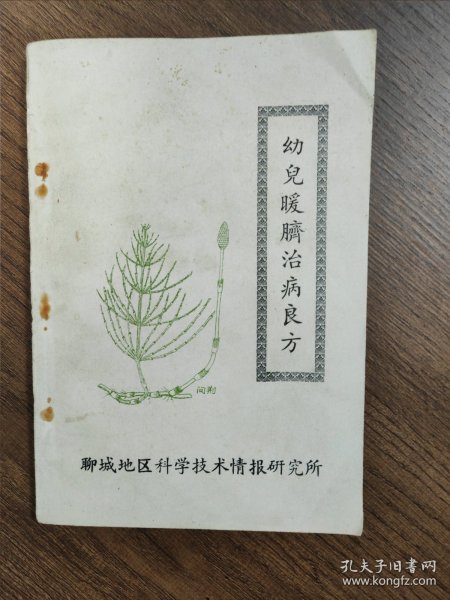 幼兒暖臍治病良方
问荆
聊城地区科学技术情报研究所
孔夫子旧书网
www.kongfz.com